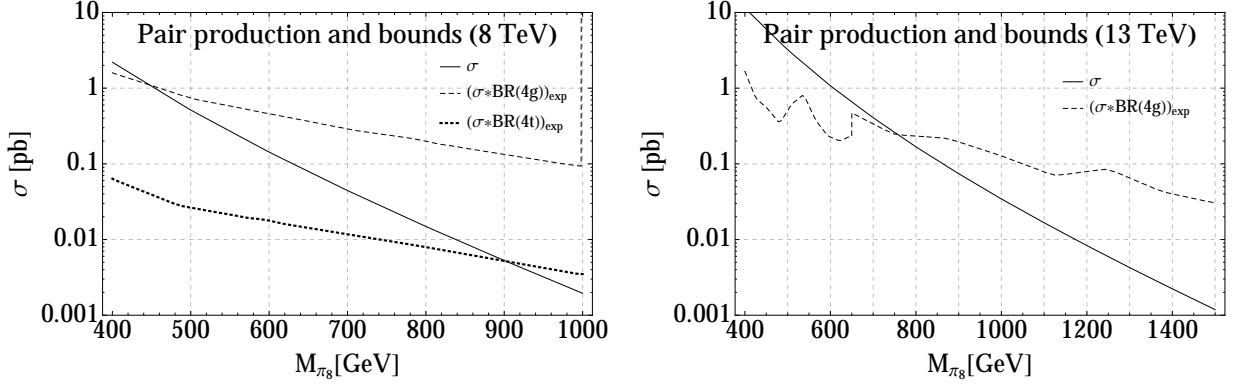 Pair production and bounds (8 TeV)
σ
(σ*BR(4g))exp
(σ*BR(4t))exp
σ [pb]
10
1
0.1
0.01
0.001
400 500 600 700 800 900 1000
Mπ8[GeV]
Pair production and bounds (13 TeV)
σ
(σ*BR(4g))exp
σ [pb]
10
1
0.1
0.01
0.001
400 600 800 1000 1200 1400
Mπ8[GeV]